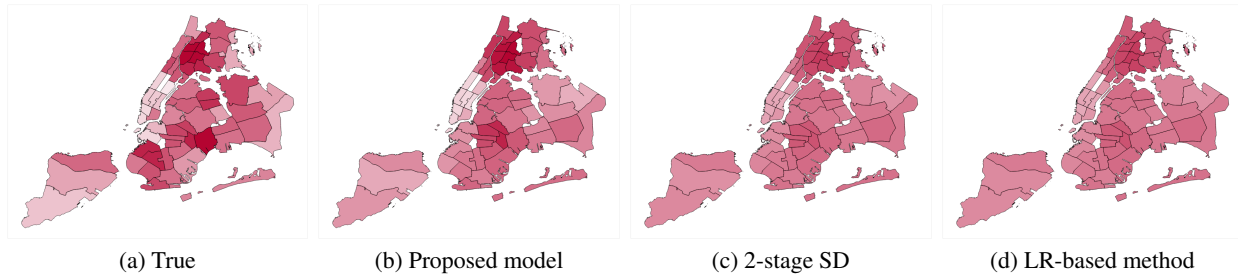 (a) True
(b) Proposed model
(c) 2-stage SD
(d) LR-based method